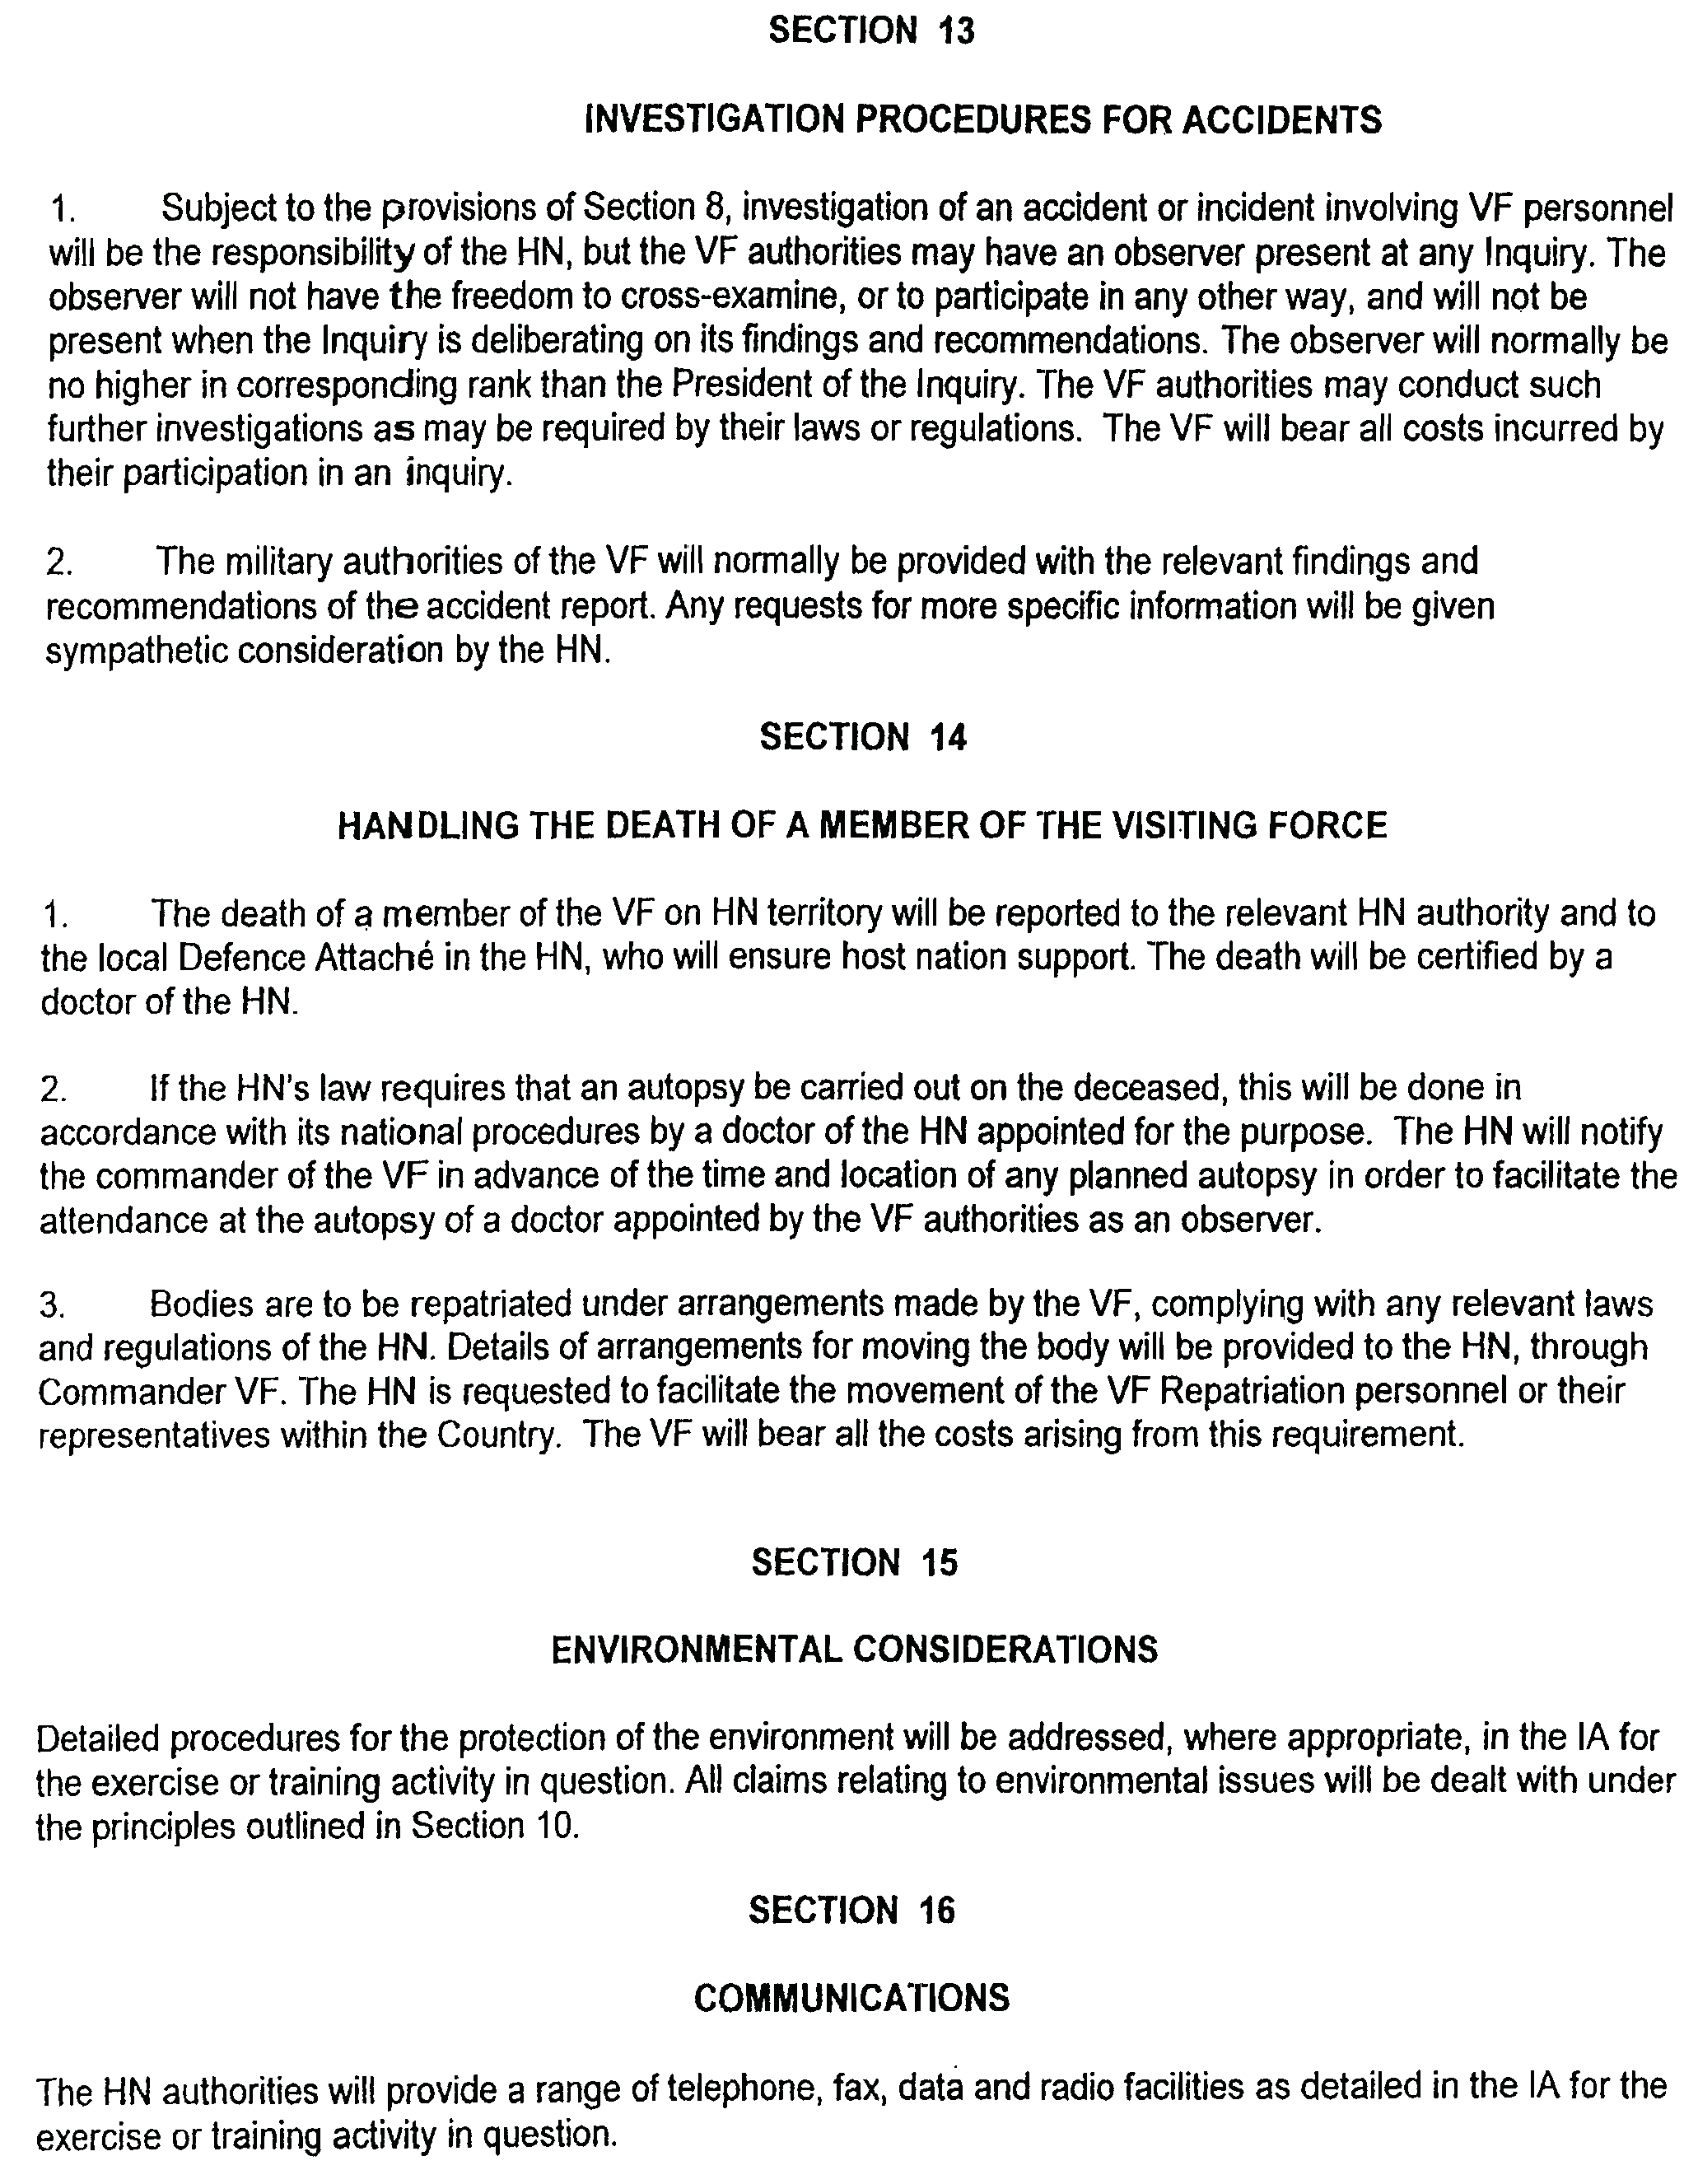 SECTION 13
INVESTIGATION PROCEDURES FOR ACCIDENTS
1. Subject to the provisions of Section 8, investigation of an accident or incident involving VF personnel
will be the responsibility of the HN, but the VF authorities may have an observer present at any Inquiry. The
observer will not have the freedom to cross-examine, or to participate in any other way, and will not be
present when the Inquiry is deliberating on its findings and recommendations. The observer will normally be
no higher in corresponding rank than the President of the Inquiry. The VF authorities may conduct such
further investigations as may be required by their laws or regulations. The VF will bear all costs incurred by
their participation in an inquiry.
2. The military authorities of the VF will normally be provided with the relevant findings and
recommendations of the accident report. Any requests for more specific information will be given
sympathetic consideration by the HN.
SECTION 14
HANDLING THE DEATH OF A MEMBER OF THE VISITING FORCE
1. The death of a member of the VF on HN territory will be reported to the relevant HN authority and to
the local Defence Attaché in the HN, who will ensure host nation support. The death will be certified by a
doctor of the HN.
2. If the HN's law requires that an autopsy be carried out on the deceased, this will be done in
accordance with its national procedures by a doctor of the HN appointed for the purpose. The HN will notify
the commander of the VF in advance of the time and location of any planned autopsy in order to facilitate the
attendance at the autopsy of a doctor appointed by the VF authorities as an observer.
3. Bodies are to be repatriated under arrangements made by the VF, complying with any relevant laws
and regulations of the HN. Details of arrangements for moving the body will be provided to the HN, through
Commander VF. The HN is requested to facilitate the movement of the VF Repatriation personnel or their
representatives within the Country. The VF will bear all the costs arising from this requirement.
SECTION 15
ENVIRONMENTAL CONSIDERATIONS
Detailed procedures for the protection of the environment will be addressed, where appropriate, in the IA for
the exercise or training activity in question. All claims relating to environmental issues will be dealt with under
the principles outlined in Section 10.
SECTION 16
COMMUNICATIONS
The HN authorities will provide a range of telephone, fax, data and radio facilities as detailed in the IA for the
exercise or training activity in question.